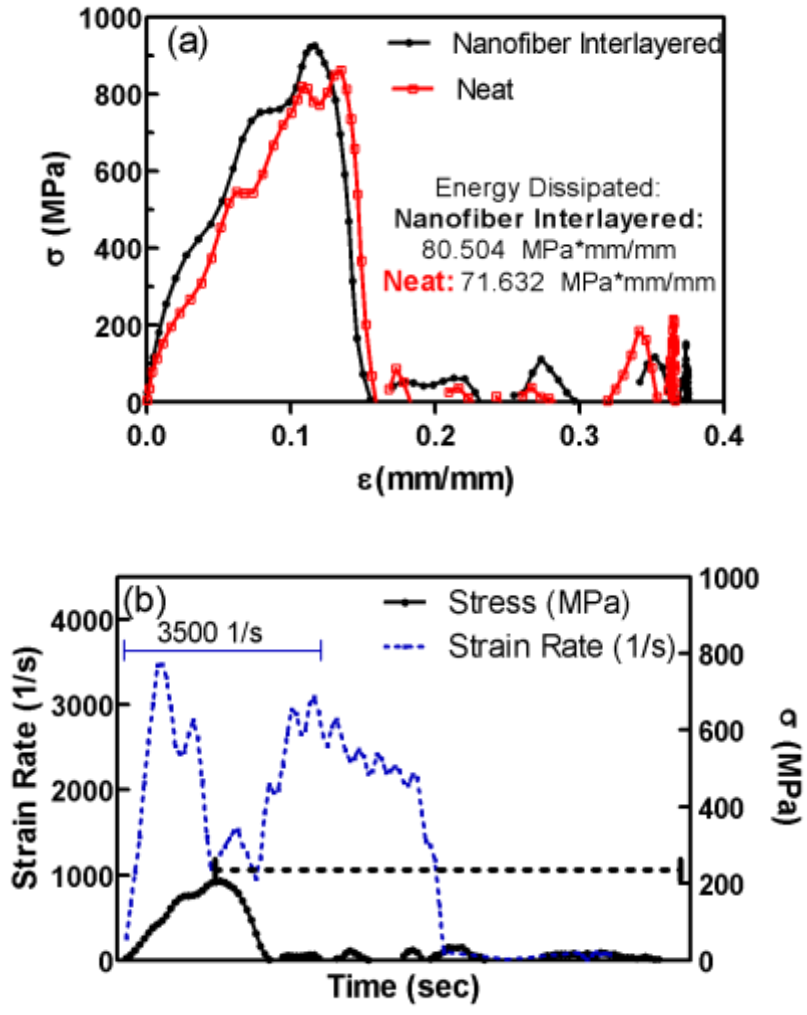 (a)
Nanofiber Interlayered
Neat
Energy Dissipated:
Nanofiber Interlayered:
80.504 MPa*mm/mm
Neat: 71.632 MPa*mm/mm
σ (MPa)
1000
800
600
400
200
0
0.0 0.1 0.2 0.3 0.4
ε(mm/mm)
(b)
3500 1/s
Stress (MPa)
Strain Rate (1/s)
Strain Rate (1/s)
4000
3000
2000
1000
0
1000
800
600
400
200
0
σ (MPa)
Time (sec)